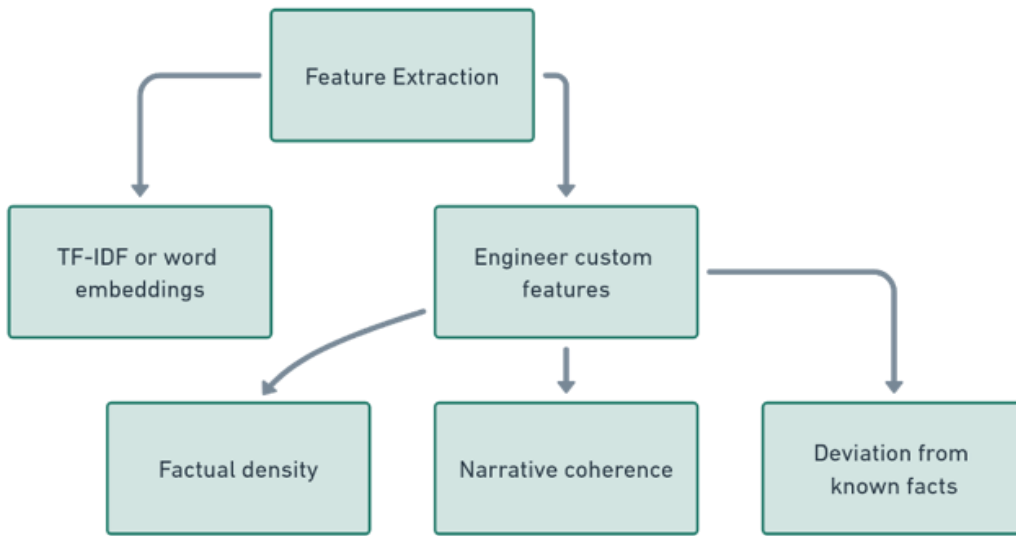 Feature Extraction
TF-IDF or word
embeddings
Engineer custom
features
Factual density
Narrative coherence
Deviation from
known facts